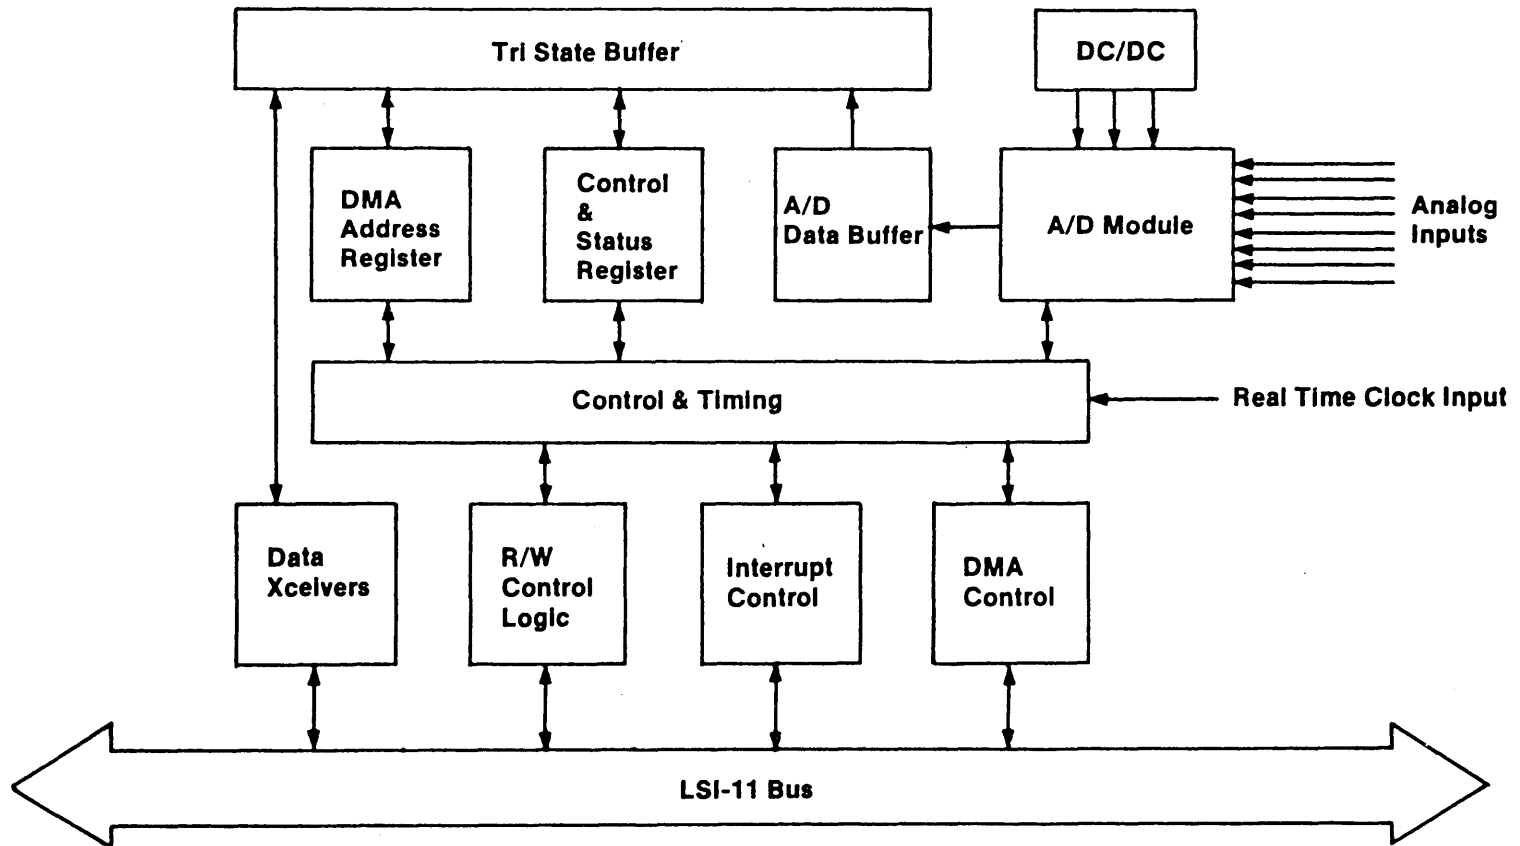 Tri State Buffer
DC/DC
DMA
Address
Register
Control
&
Status
Register
A/D
Data Buffer
A/D Module
Analog
Inputs
Control & Timing
Real Time Clock Input
Data
Xceivers
R/W
Control
Logic
Interrupt
Control
DMA
Control
LSI-11 Bus